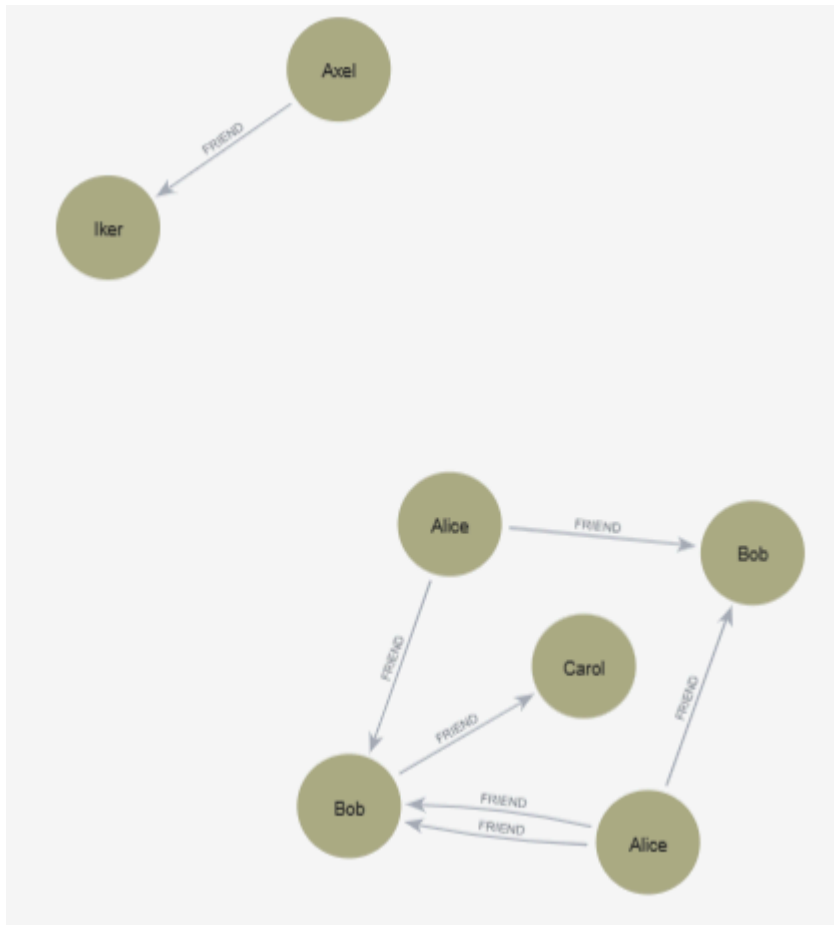 Axel
FRIEND
Iker
Alice
FRIEND
Bob
FRIEND
Carol
FRIEND
FRIEND
Bob
FRIEND
FRIEND
Alice